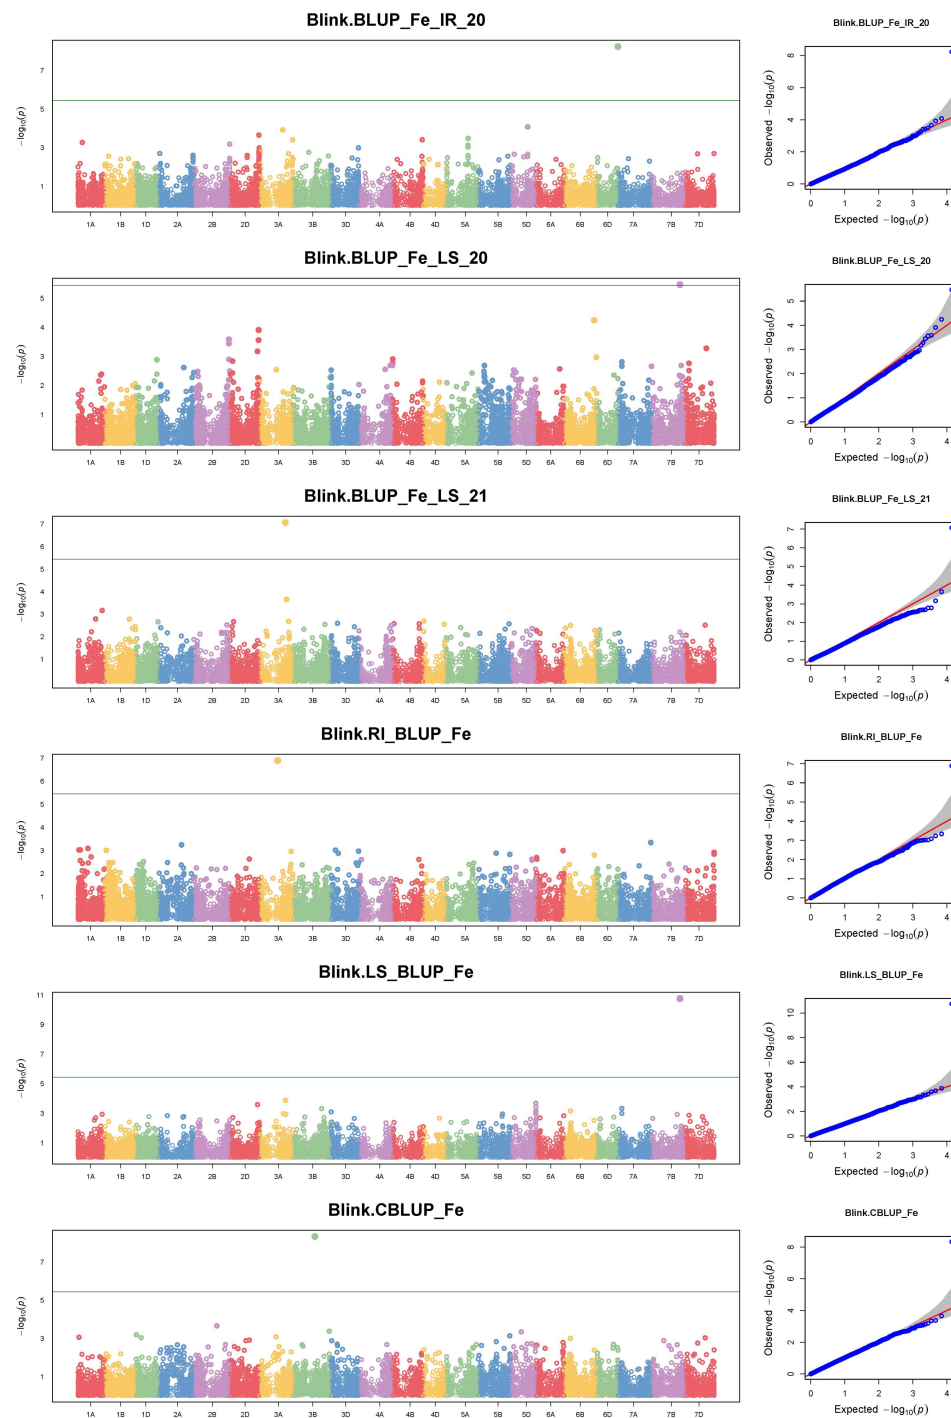 Blink.BLUP_Fe_IR_20
Blink.BLUP_Fe_IR_20
−log10(p)
7
5
3
1
1A 1B 1D 2A 2B 2D 3A 3B 3D 4A 4B 4D 5A 5B 5D 6A 6B 6D 7A 7B 7D
Observed −log10(p)
8
6
4
2
0
0 1 2 3 4
Expected −log10(p)
Blink.BLUP_Fe_LS_20
Blink.BLUP_Fe_LS_20
−log10(p)
5
4
3
2
1
1A 1B 1D 2A 2B 2D 3A 3B 3D 4A 4B 4D 5A 5B 5D 6A 6B 6D 7A 7B 7D
Observed −log10(p)
5
4
3
2
1
0
0 1 2 3 4
Expected −log10(p)
Blink.BLUP_Fe_LS_21
Blink.BLUP_Fe_LS_21
−log10(p)
7
6
5
4
3
2
1
1A 1B 1D 2A 2B 2D 3A 3B 3D 4A 4B 4D 5A 5B 5D 6A 6B 6D 7A 7B 7D
Observed −log10(p)
7
6
5
4
3
2
1
0
0 1 2 3 4
Expected −log10(p)
Blink.RI_BLUP_Fe
Blink.RI_BLUP_Fe
−log10(p)
7
6
5
4
3
2
1
1A 1B 1D 2A 2B 2D 3A 3B 3D 4A 4B 4D 5A 5B 5D 6A 6B 6D 7A 7B 7D
Observed −log10(p)
7
6
5
4
3
2
1
0
0 1 2 3 4
Expected −log10(p)
Blink.LS_BLUP_Fe
Blink.LS_BLUP_Fe
−log10(p)
11
9
7
5
3
1
1A 1B 1D 2A 2B 2D 3A 3B 3D 4A 4B 4D 5A 5B 5D 6A 6B 6D 7A 7B 7D
Observed −log10(p)
10
8
6
4
2
0
0 1 2 3 4
Expected −log10(p)
Blink.CBLUP_Fe
Blink.CBLUP_Fe
−log10(p)
7
5
3
1
1A 1B 1D 2A 2B 2D 3A 3B 3D 4A 4B 4D 5A 5B 5D 6A 6B 6D 7A 7B 7D
Observed −log10(p)
8
6
4
2
0
0 1 2 3 4
Expected −log10(p)